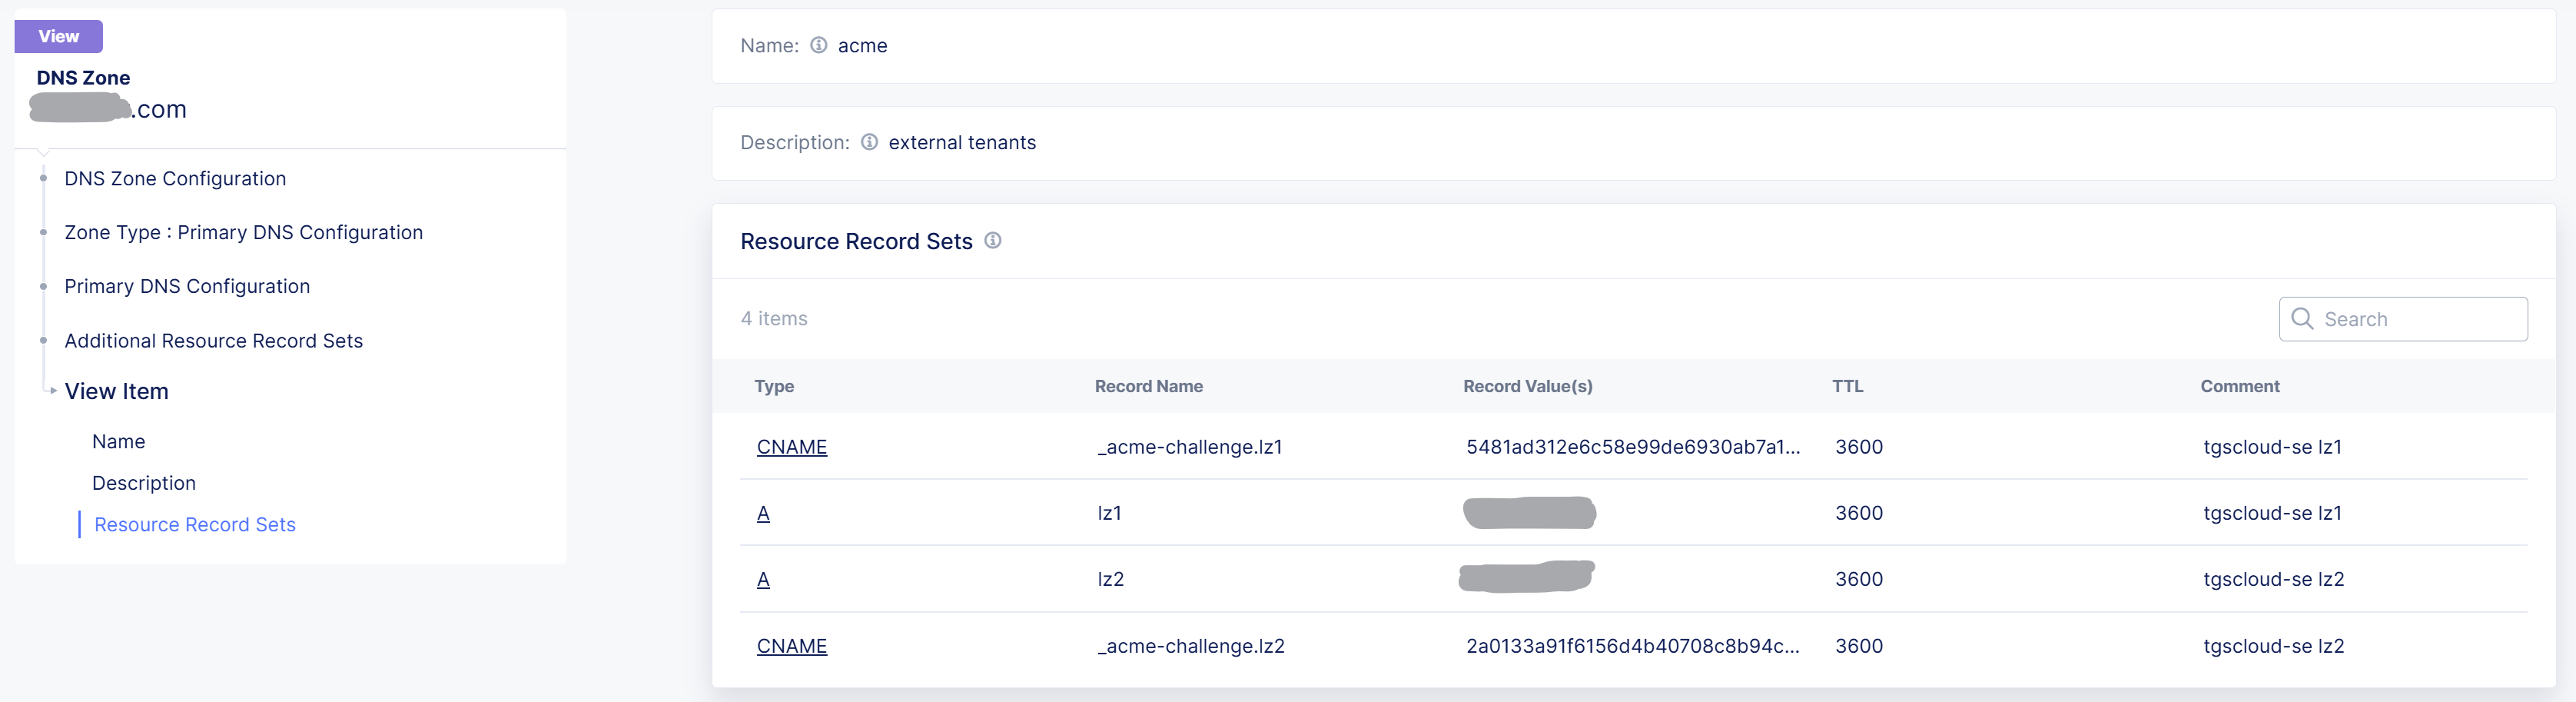 View
DNS Zone
.com
DNS Zone Configuration
Zone Type : Primary DNS Configuration
Primary DNS Configuration
Additional Resource Record Sets
View Item
Name
Description
Resource Record Sets
Name: acme
Description: external tenants
Resource Record Sets
4 items
Search
Type Record Name Record Value(s) TTL Comment
CNAME _acme-challenge.lz1 5481ad312e6c58e99de6930ab7a1... 3600 tgscloud-se lz1
A lz1 3600 tgscloud-se lz1
A lz2 3600 tgscloud-se lz2
CNAME _acme-challenge.lz2 2a0133a91f6156d4b40708c8b94c... 3600 tgscloud-se lz2